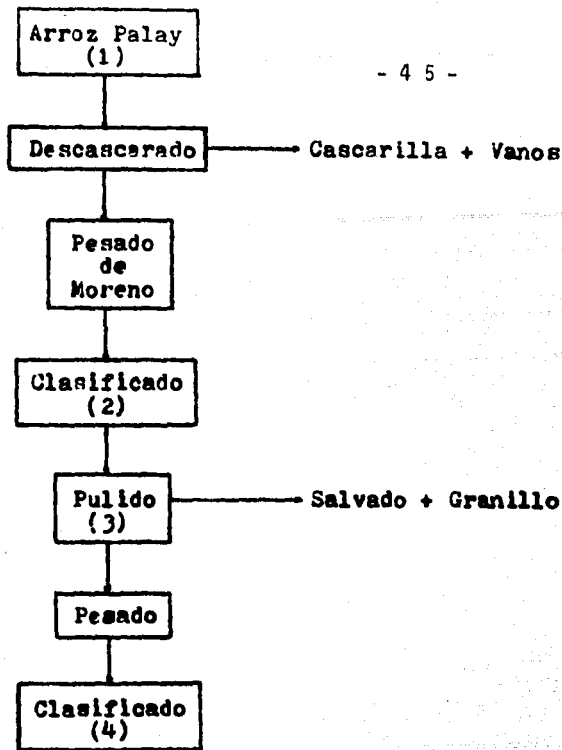 Arroz Palay
(1)
- 4 5 -
Descascarado
Cascarilla + Vanos
Pesado
de
Moreno
Clasificado
(2)
Pulido
(3)
Salvado + Granillo
Pesado
Clasificado
(4)